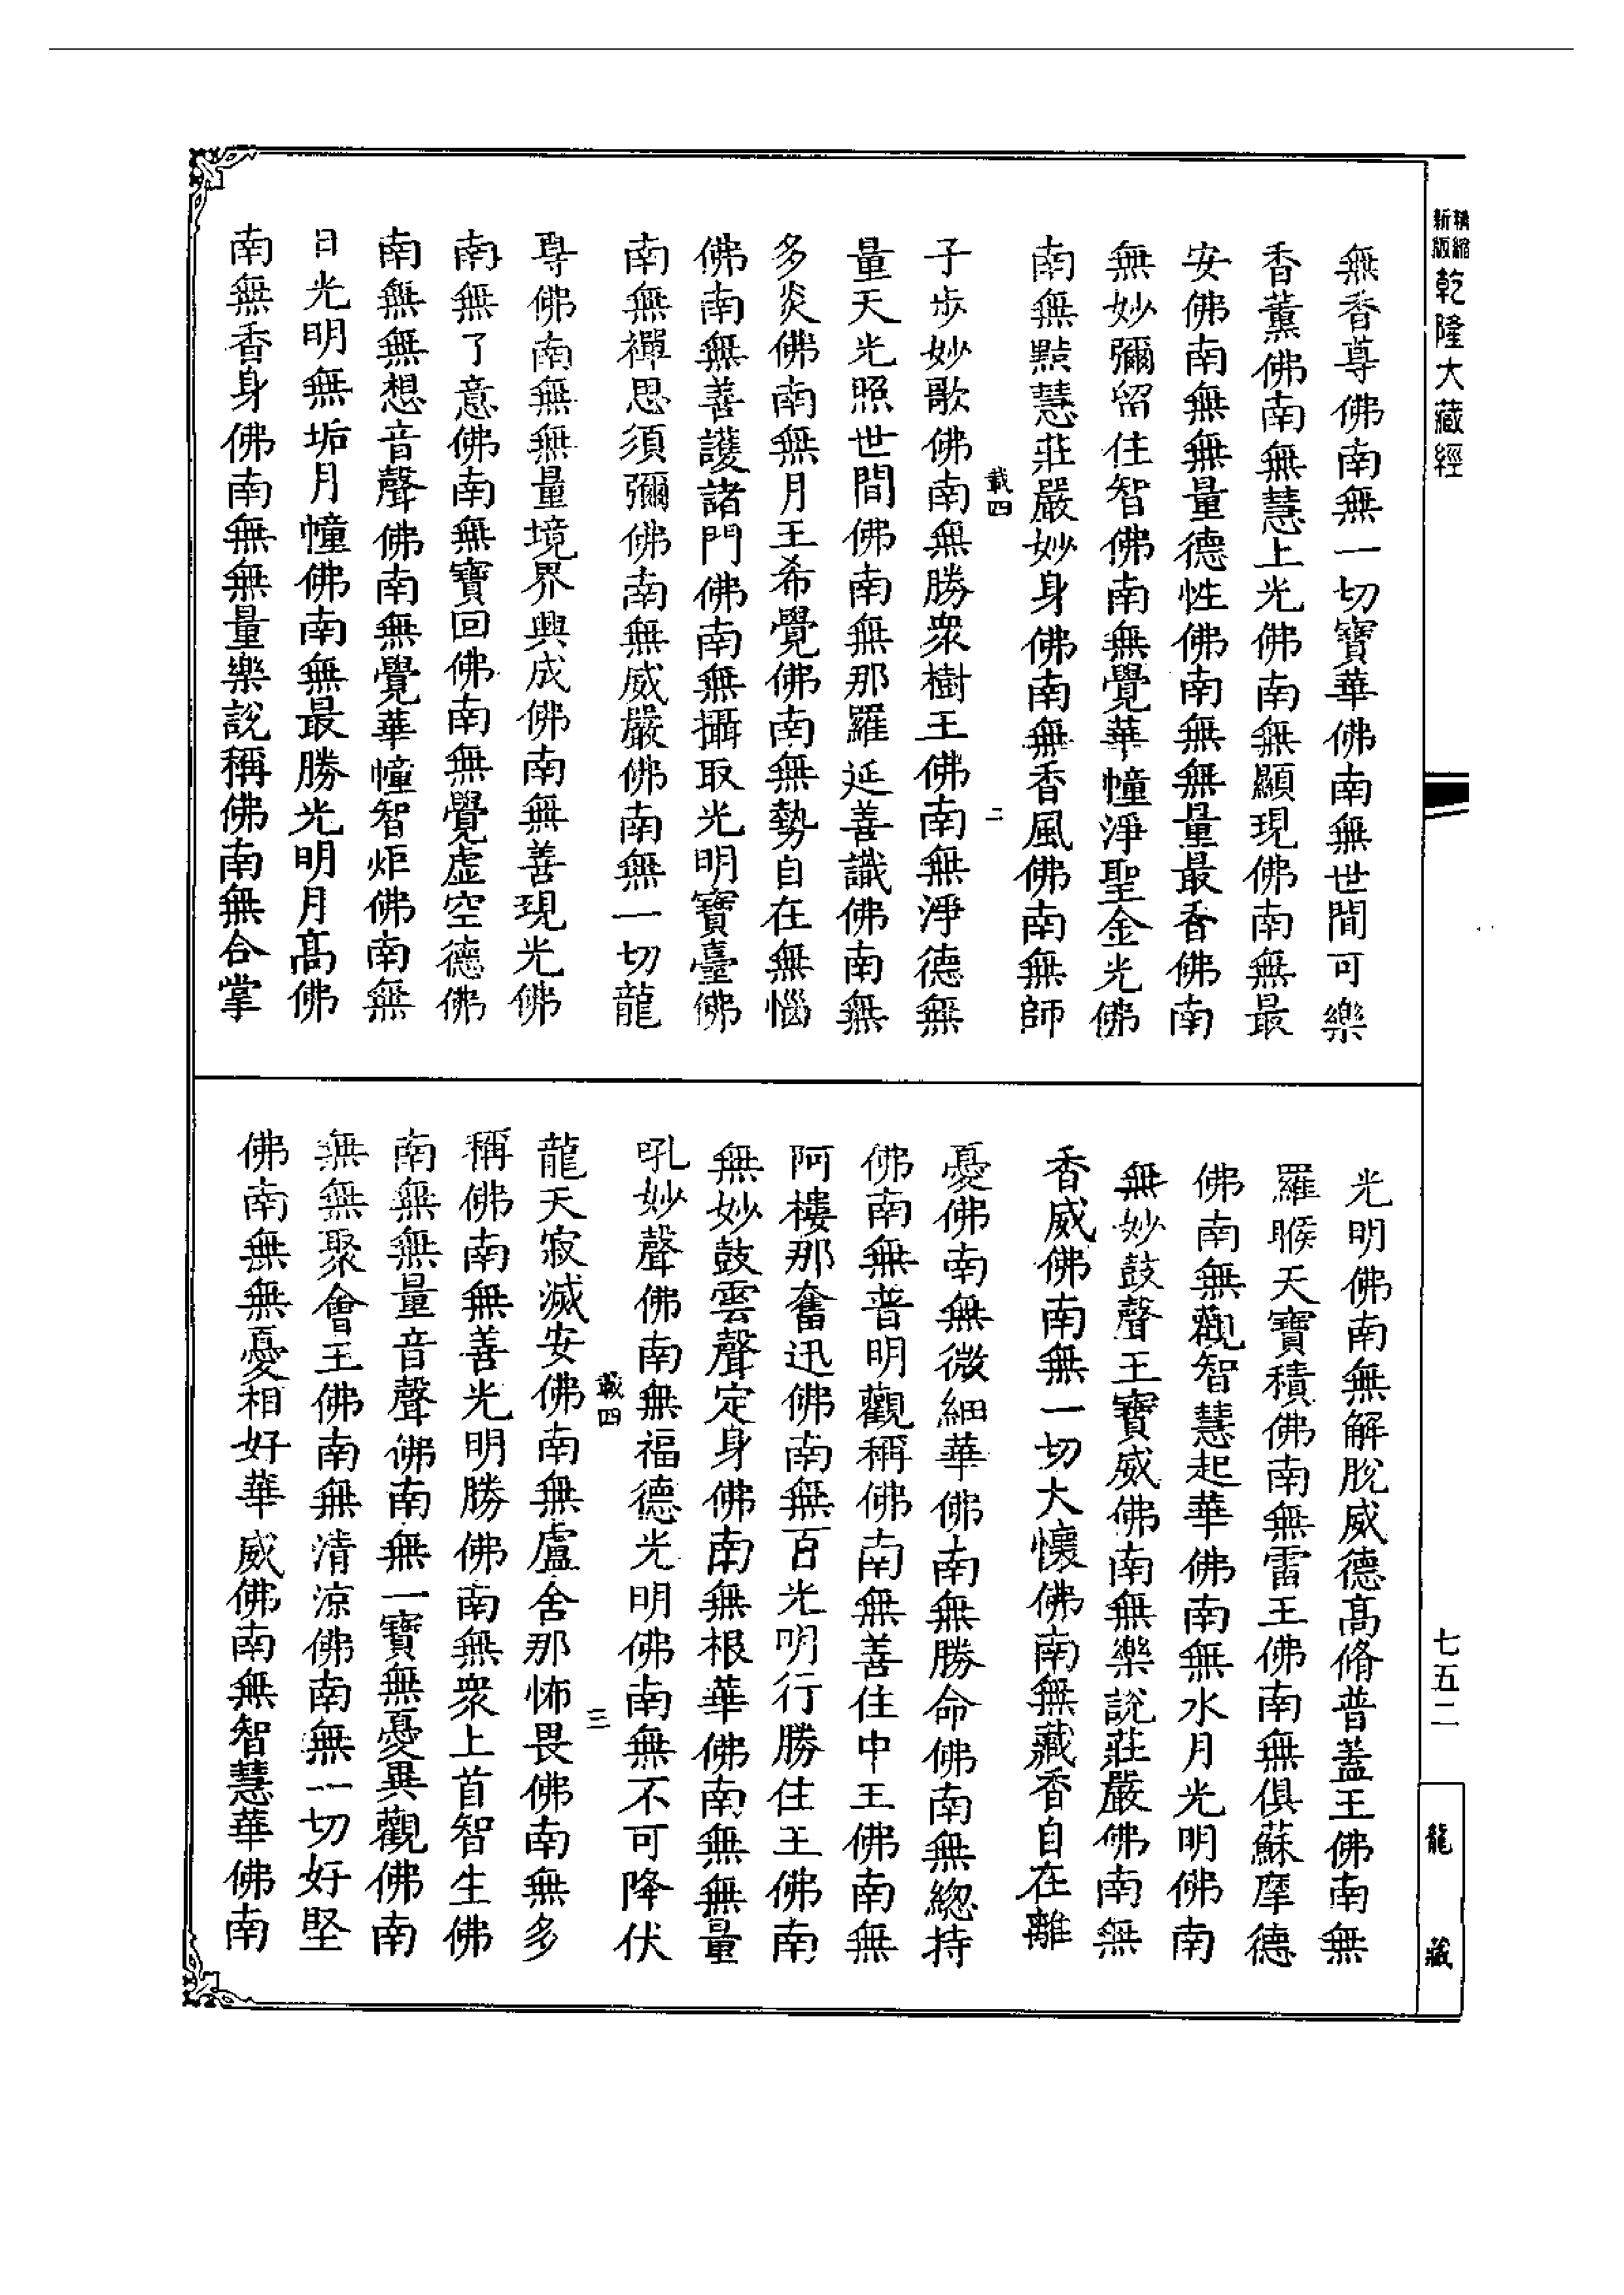 精縮新版乾隆大藏經
無香尊佛南無一切寶華佛南無世間可樂
香薰佛南無慧上光佛南無顯現佛南無最
安佛南無無量德性佛南無無量最香佛南
無妙彌留住智佛南無覺華幢淨聖金光佛
南無點慧莊嚴妙身佛南無香風佛南無師
載四 二
子步妙歌佛南無勝衆樹王佛南無淨德無
量天光照世間佛南無那羅延善識佛南無
多炎佛南無月王希覺佛南無勢自在無惱
佛南無善護諸門佛南無攝取光明寶臺佛
南無禪思須彌佛南無威嚴佛南無一切龍
尊佛南無無量境界興成佛南無善現光佛
南無了意佛南無寶回佛南無覺虛空德佛
南無無想音聲佛南無覺華幢智炬佛南無
日光明無垢月幢佛南無最勝光明月高佛
南無香身佛南無無量樂說稱佛南無合掌
光明佛南無解脫威德高脩普蓋王佛南無
羅睺天寶積佛南無雷王佛南無俱蘇摩德
佛南無觀智慧起華佛南無水月光明佛南
無妙鼓聲王寶威佛南無樂說莊嚴佛南無
香威佛南無一切大懷佛南無藏香自在離
憂佛南無微細華佛南無勝命佛南無緫持
佛南無普明觀稱佛南無善住中王佛南無
阿樓那奮迅佛南無百光明行勝住王佛南
無妙鼓雲聲定身佛南無根華佛南無無量
吼妙聲佛南無福德光明佛南無不可降伏
載四 三
龍天寂滅安佛南無盧舍那怖畏佛南無多
稱佛南無善光明勝佛南無衆上首智生佛
南無無量音聲佛南無一寶無憂異觀佛南
無無聚會王佛南無清涼佛南無一切好堅
佛南無無憂相好華威佛南無智慧華佛南
七五二
龍藏